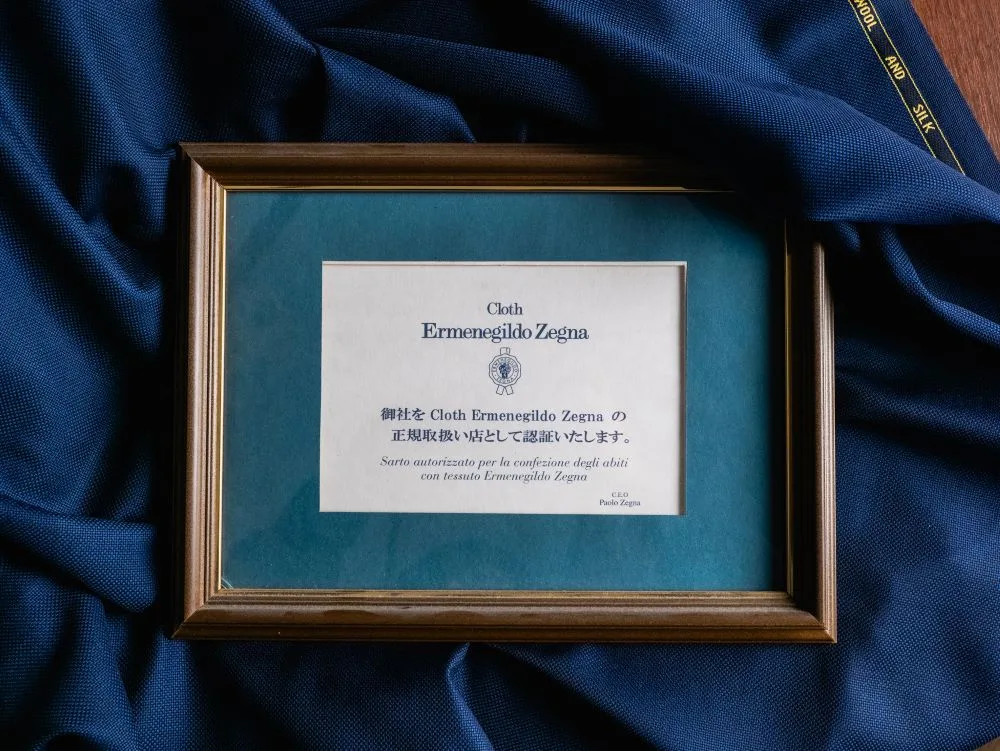 WOOL AND SILK
Cloth
Ermenegildo Zegna
ERMENEGILDO
ZEGNA
御社を Cloth Ermenegildo Zegna の
正規取扱い店として認証いたします。
Sarto autorizzato per la confezione degli abiti
con tessuto Ermenegildo Zegna
C.E.O
Paolo Zegna